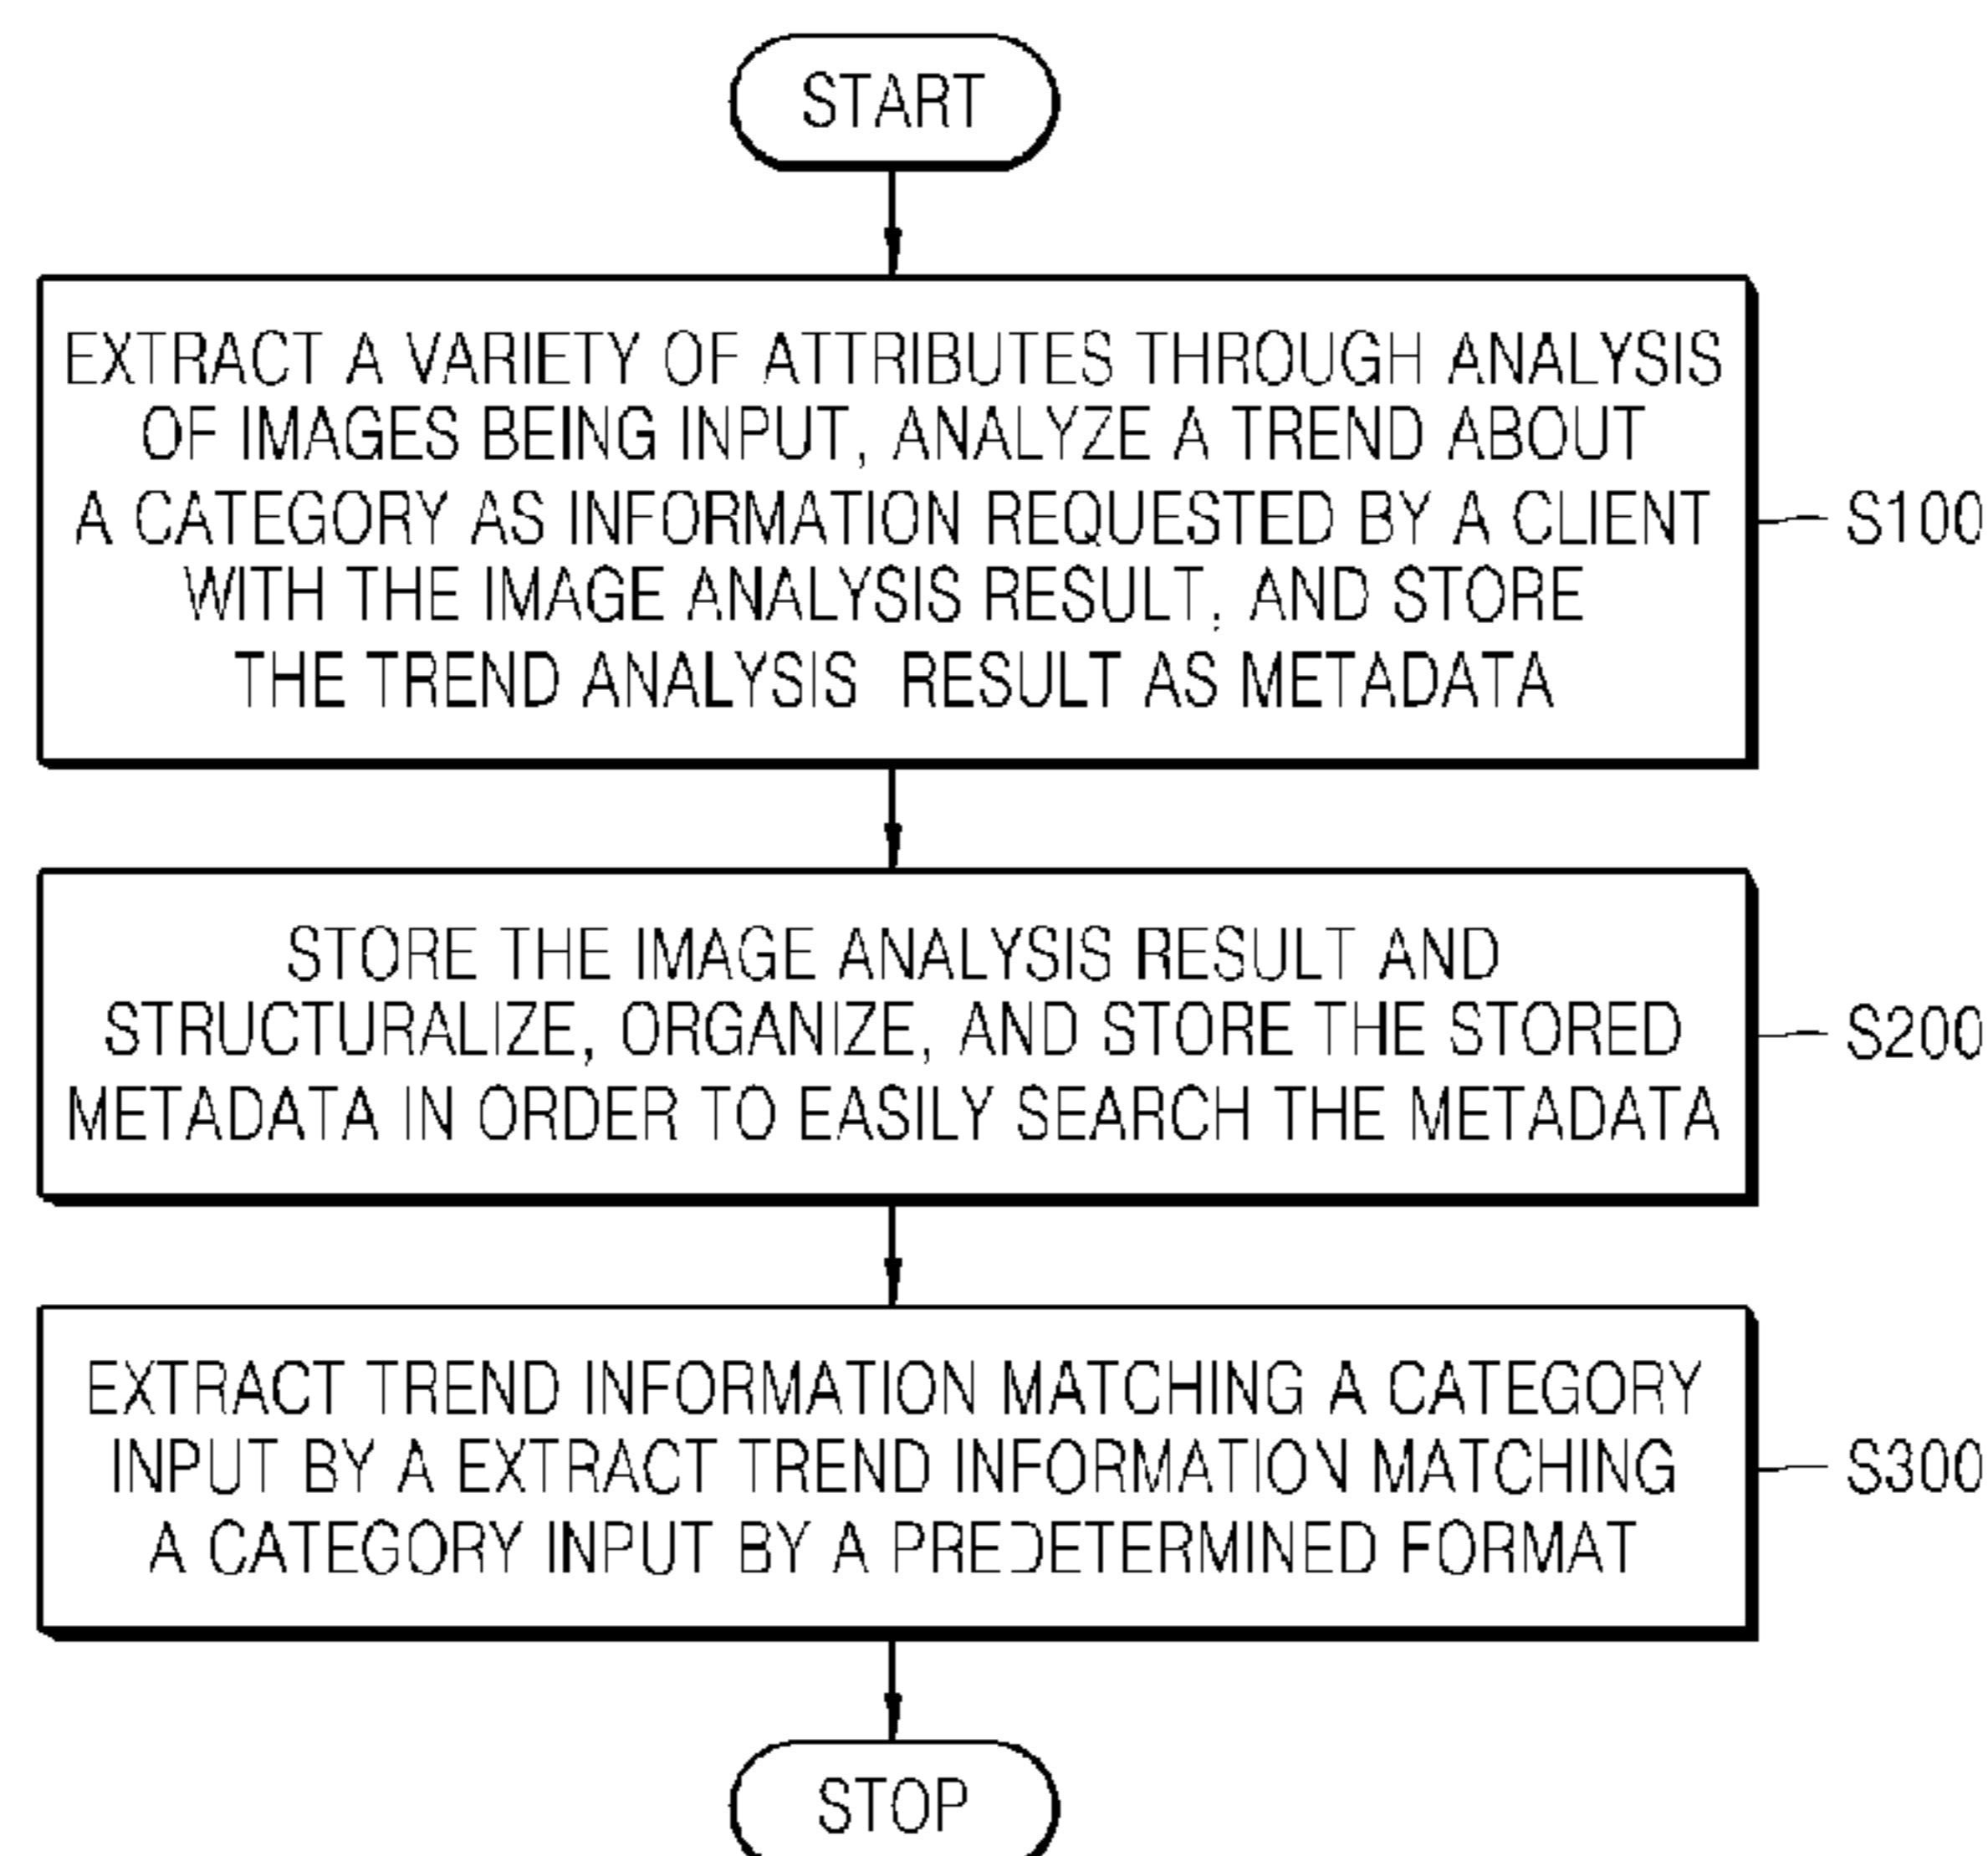 START
EXTRACT A VARIETY OF ATTRIBUTES THROUGH ANALYSIS
OF IMAGES BEING INPUT, ANALYZE A TREND ABOUT
A CATEGORY AS INFORMATION REQUESTED BY A CLIENT
WITH THE IMAGE ANALYSIS RESULT, AND STORE
THE TREND ANALYSIS RESULT AS METADATA
S100
STORE THE IMAGE ANALYSIS RESULT AND
STRUCTURALIZE, ORGANIZE, AND STORE THE STORED
METADATA IN ORDER TO EASILY SEARCH THE METADATA
S200
EXTRACT TREND INFORMATION MATCHING A CATEGORY
INPUT BY A EXTRACT TREND INFORMATION MATCHING
A CATEGORY INPUT BY A PREDETERMINED FORMAT
S300
STOP